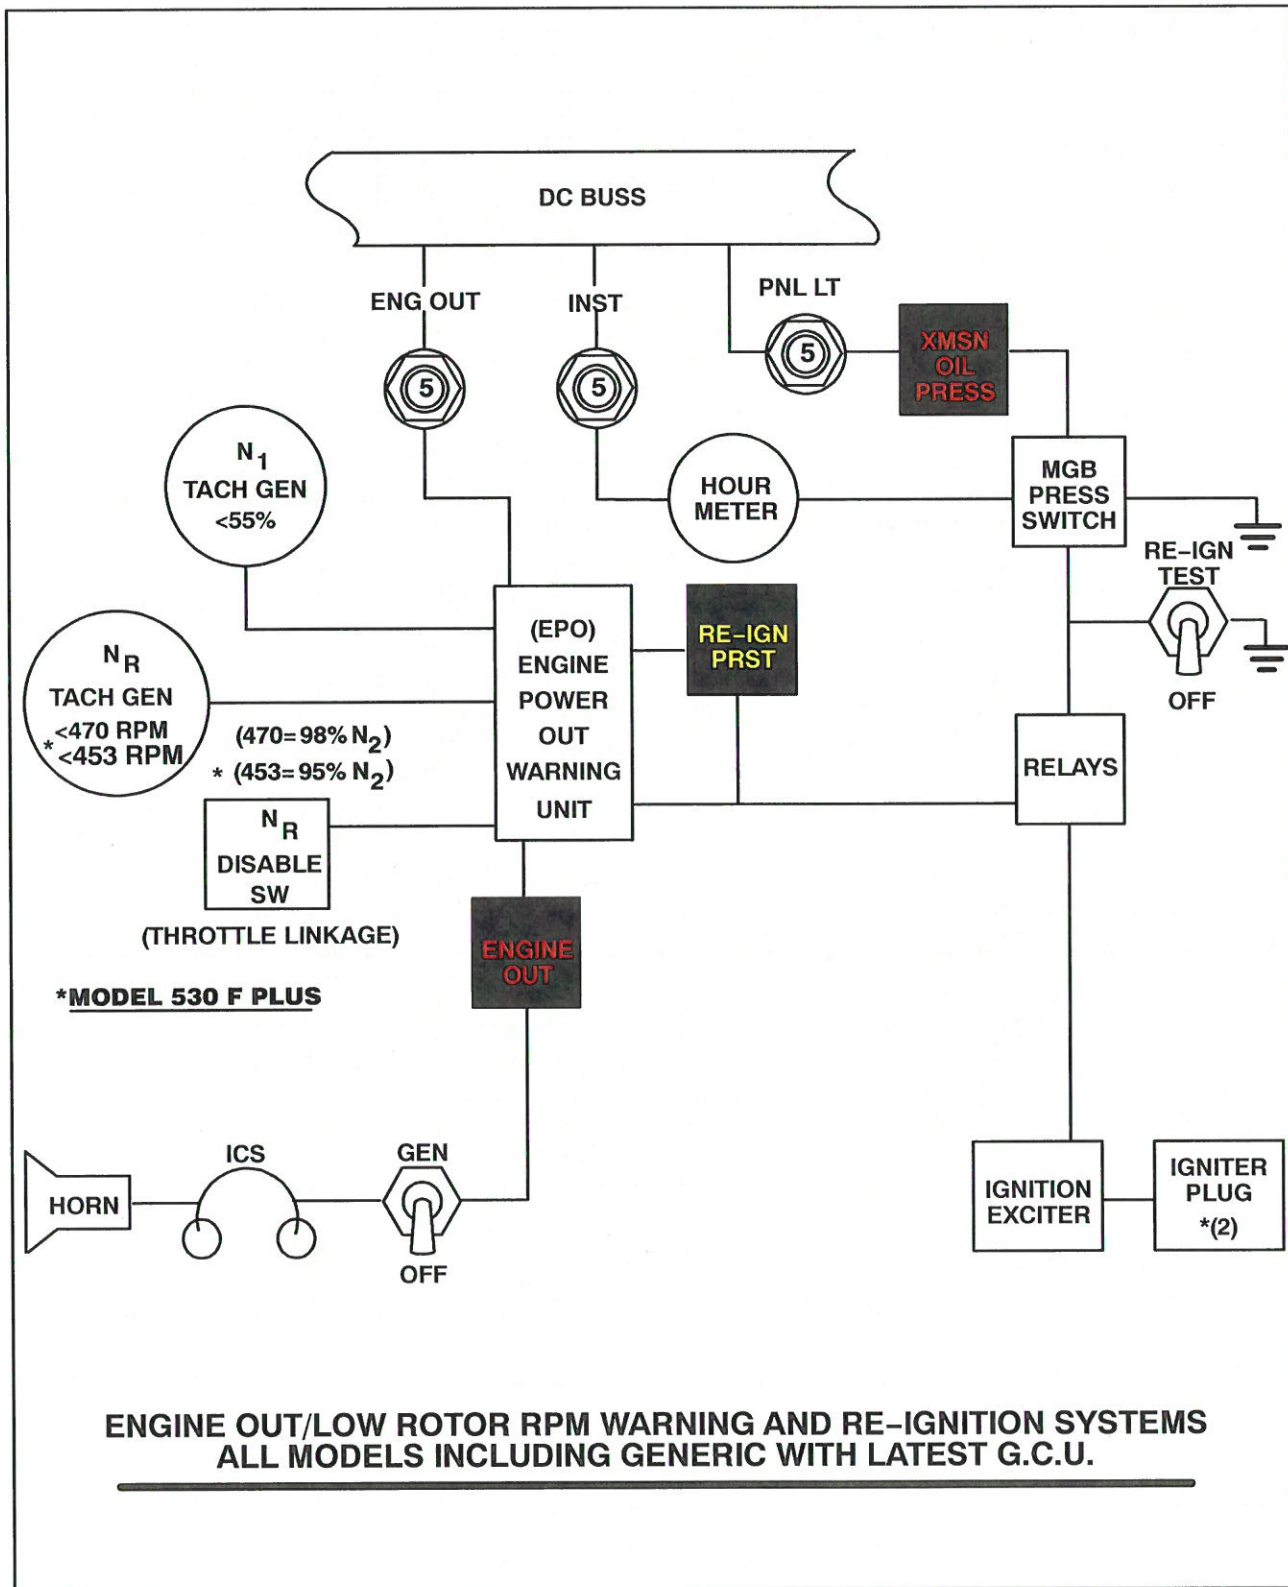 DC BUSS
ENG OUT
INST
PNL LT
5
5
5
XMSN
OIL
PRESS
N1
TACH GEN
<55%
HOUR
METER
MGB
PRESS
SWITCH
RE-IGN
TEST
OFF
NR
TACH GEN
<470 RPM
* <453 RPM
(470=98% N2)
* (453=95% N2)
(EPO)
ENGINE
POWER
OUT
WARNING
UNIT
RE-IGN
PRST
RELAYS
NR
DISABLE
SW
(THROTTLE LINKAGE)
*MODEL 530 F PLUS
ENGINE
OUT
HORN
ICS
GEN
OFF
IGNITION
EXCITER
IGNITER
PLUG
*(2)
ENGINE OUT/LOW ROTOR RPM WARNING AND RE-IGNITION SYSTEMS
ALL MODELS INCLUDING GENERIC WITH LATEST G.C.U.